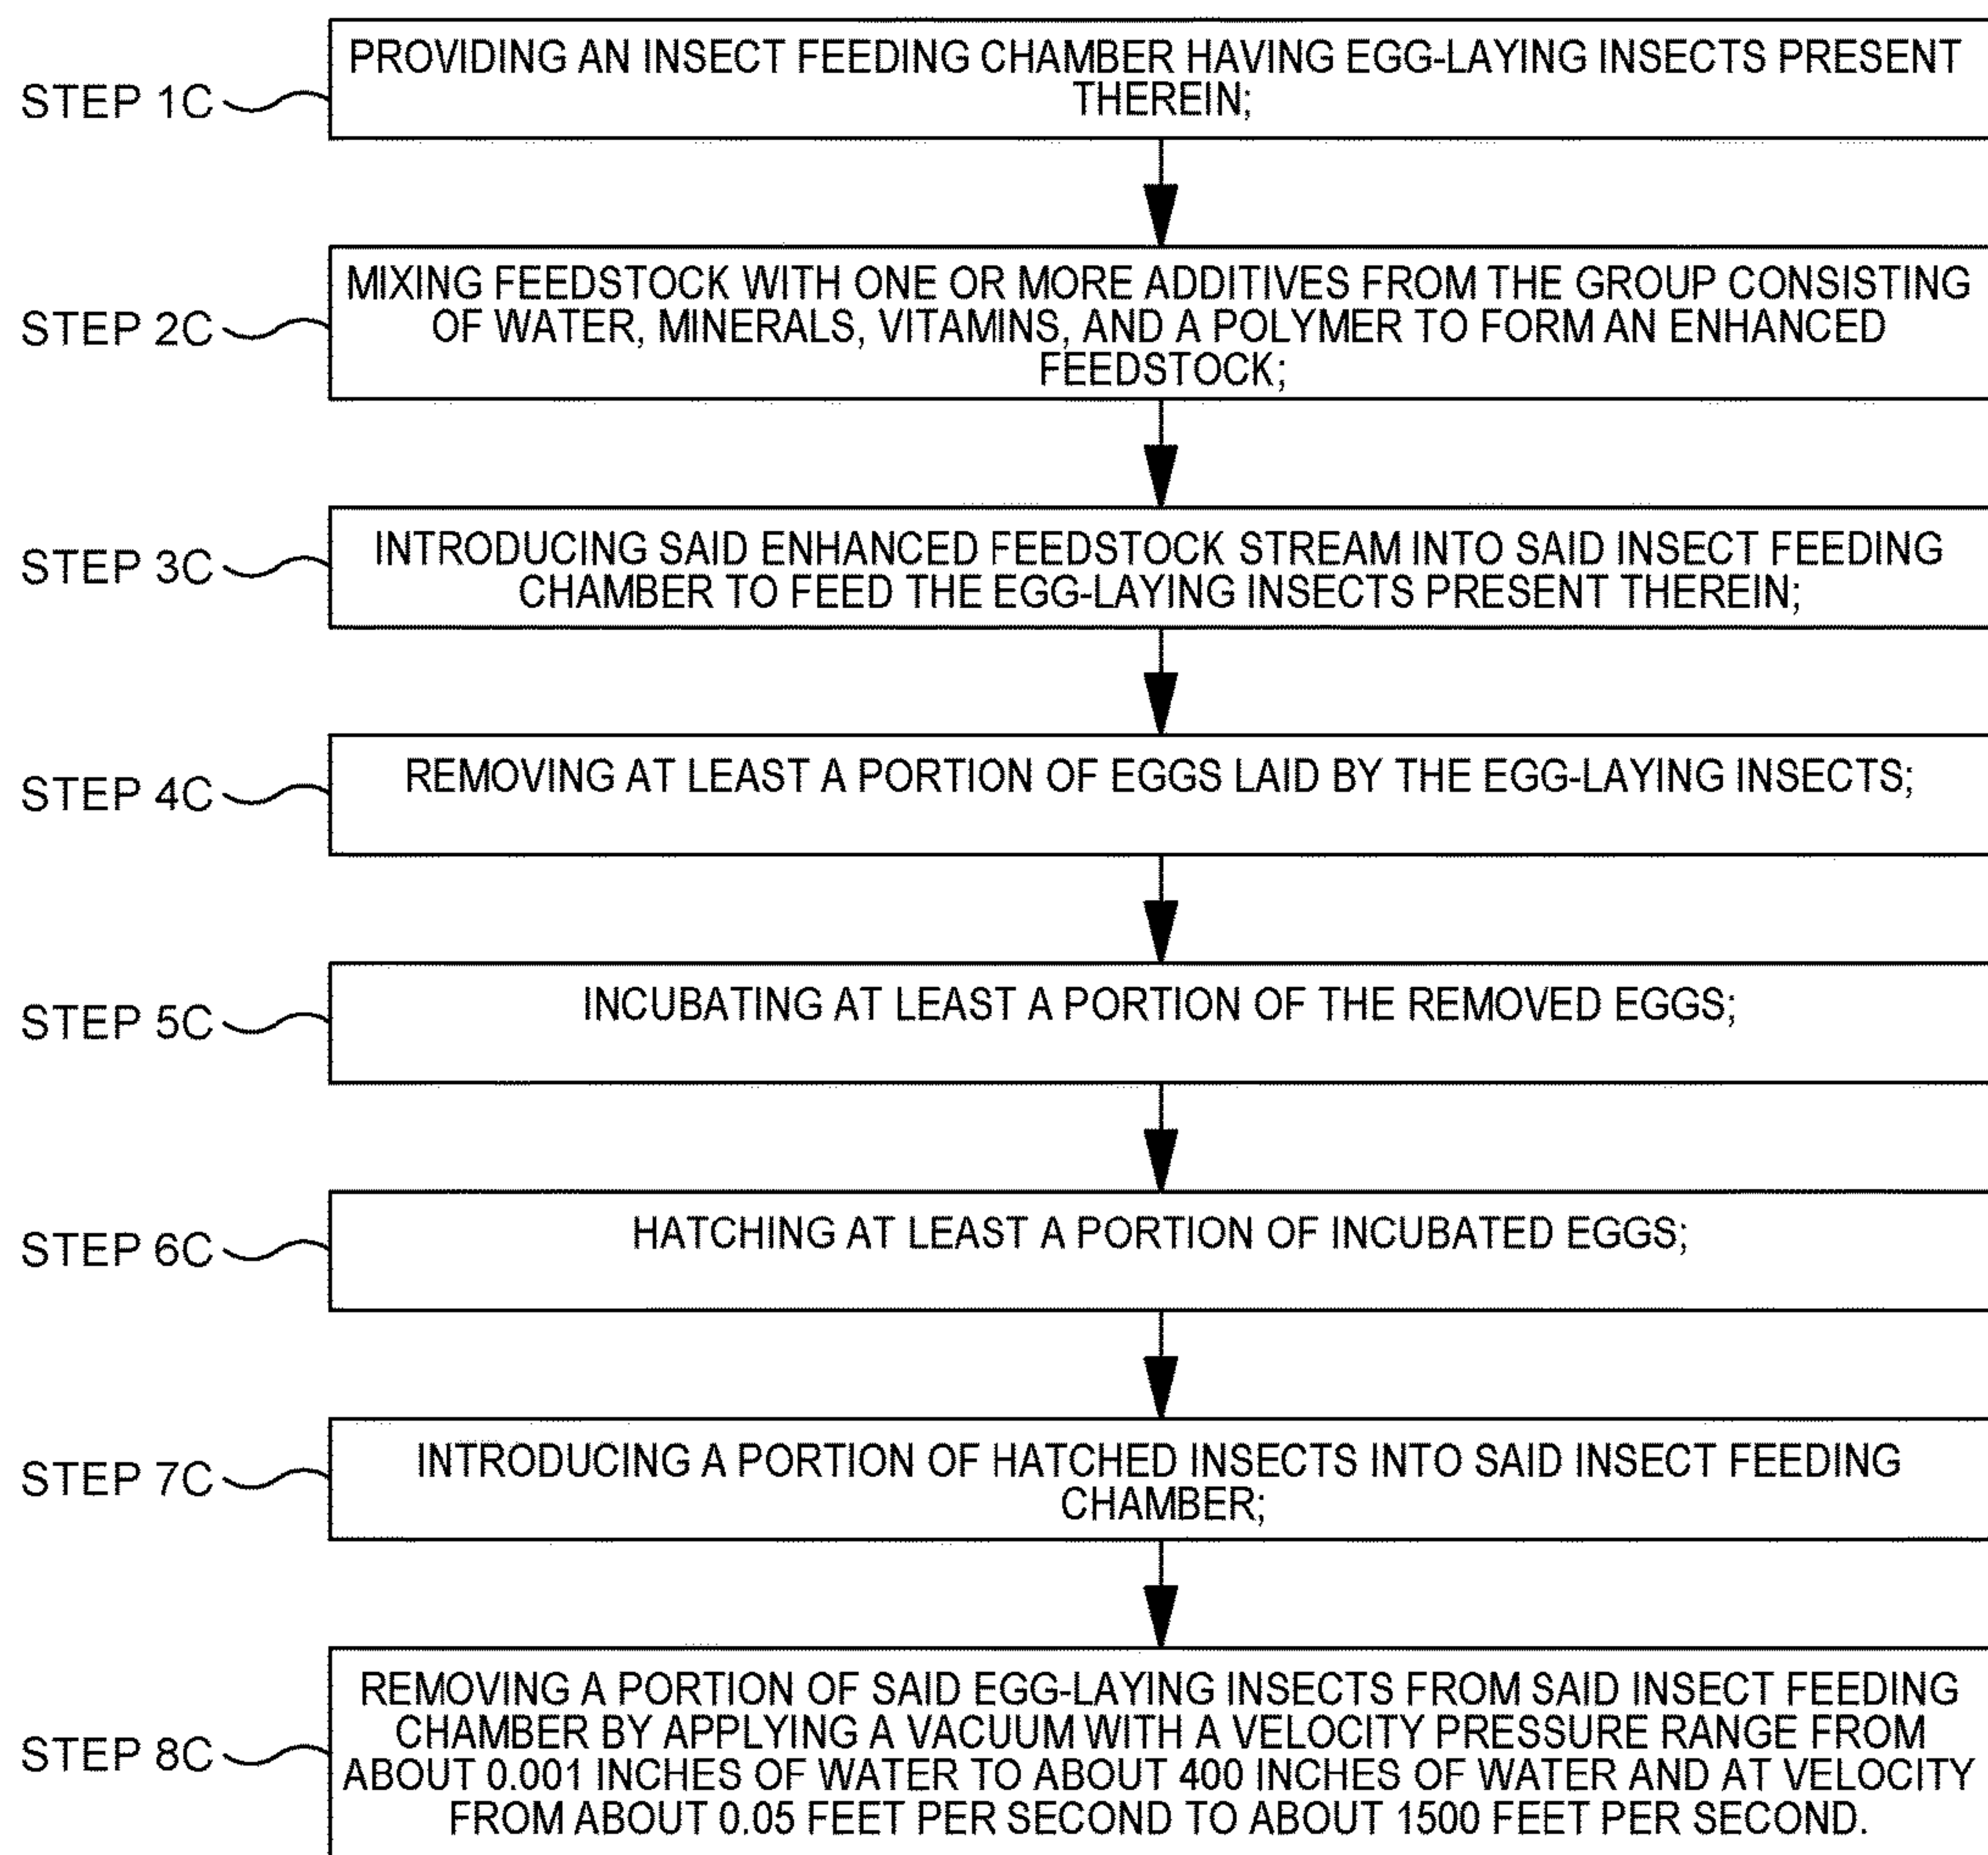 STEP 1C
PROVIDING AN INSECT FEEDING CHAMBER HAVING EGG-LAYING INSECTS PRESENT
THEREIN;
STEP 2C
MIXING FEEDSTOCK WITH ONE OR MORE ADDITIVES FROM THE GROUP CONSISTING
OF WATER, MINERALS, VITAMINS, AND A POLYMER TO FORM AN ENHANCED
FEEDSTOCK;
STEP 3C
INTRODUCING SAID ENHANCED FEEDSTOCK STREAM INTO SAID INSECT FEEDING
CHAMBER TO FEED THE EGG-LAYING INSECTS PRESENT THEREIN;
STEP 4C
REMOVING AT LEAST A PORTION OF EGGS LAID BY THE EGG-LAYING INSECTS;
STEP 5C
INCUBATING AT LEAST A PORTION OF THE REMOVED EGGS;
STEP 6C
HATCHING AT LEAST A PORTION OF INCUBATED EGGS;
STEP 7C
INTRODUCING A PORTION OF HATCHED INSECTS INTO SAID INSECT FEEDING
CHAMBER;
STEP 8C
REMOVING A PORTION OF SAID EGG-LAYING INSECTS FROM SAID INSECT FEEDING
CHAMBER BY APPLYING A VACUUM WITH A VELOCITY PRESSURE RANGE FROM
ABOUT 0.001 INCHES OF WATER TO ABOUT 400 INCHES OF WATER AND AT VELOCITY
FROM ABOUT 0.05 FEET PER SECOND TO ABOUT 1500 FEET PER SECOND.